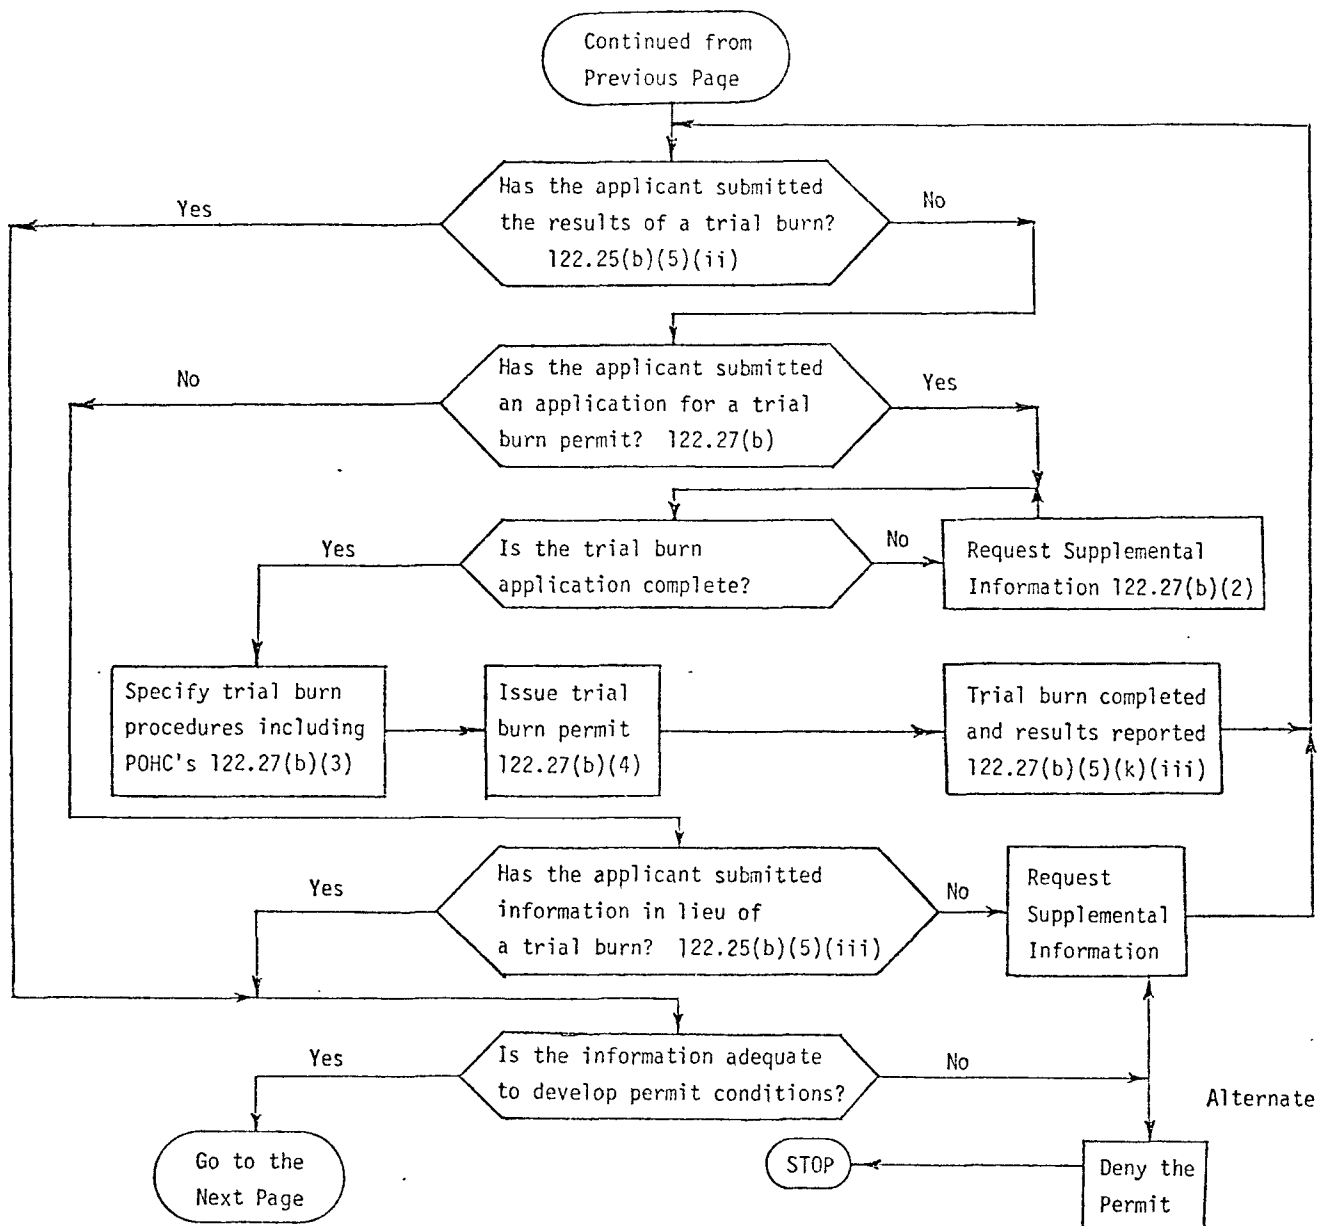 Continued from
Previous Page
Has the applicant submitted
the results of a trial burn?
122.25(b)(5)(ii)
Yes
No
Has the applicant submitted
an application for a trial
burn permit? 122.27(b)
No
Yes
Is the trial burn
application complete?
Yes
No
Request Supplemental
Information 122.27(b)(2)
Specify trial burn
procedures including
POHC's 122.27(b)(3)
Issue trial
burn permit
122.27(b)(4)
Trial burn completed
and results reported
122.27(b)(5)(k)(iii)
Has the applicant submitted
information in lieu of
a trial burn? 122.25(b)(5)(iii)
Yes
No
Request
Supplemental
Information
Is the information adequate
to develop permit conditions?
Yes
No
Alternate
Go to the
Next Page
STOP
Deny the
Permit